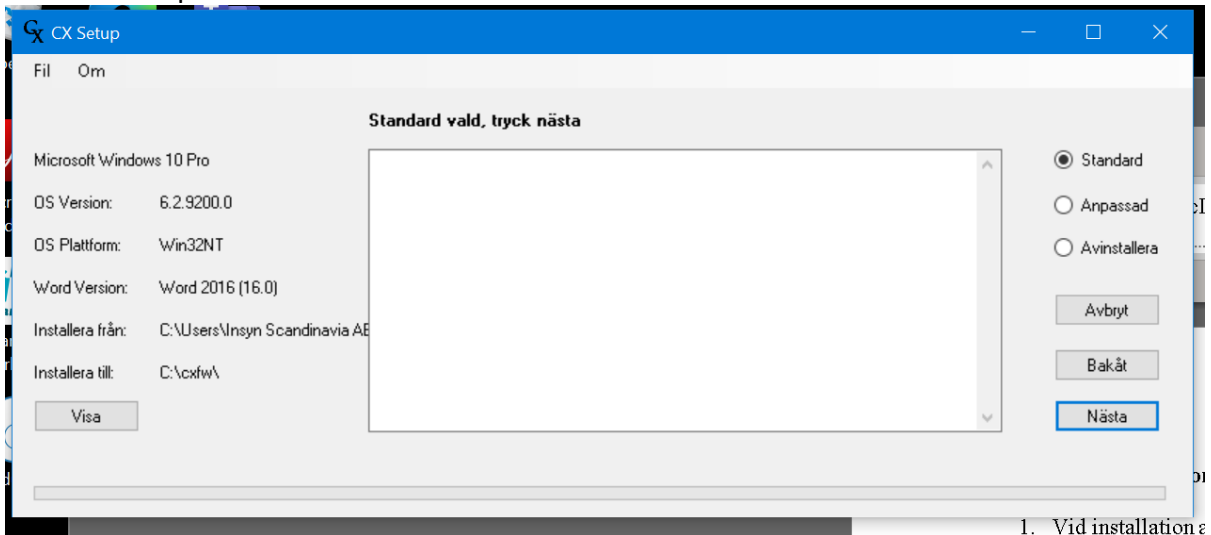 CX Setup
Fil Om
Standard vald, tryck nästa
Microsoft Windows 10 Pro
OS Version: 6.2.9200.0
OS Plattform: Win32NT
Word Version: Word 2016 (16.0)
Installera från: C:\Users\Insyn Scandinavia AB
Installera till: C:\cxfw\
Visa
Standard
Anpassad
Avinstallera
Avbryt
Bakåt
Nästa
1. Vid installation a